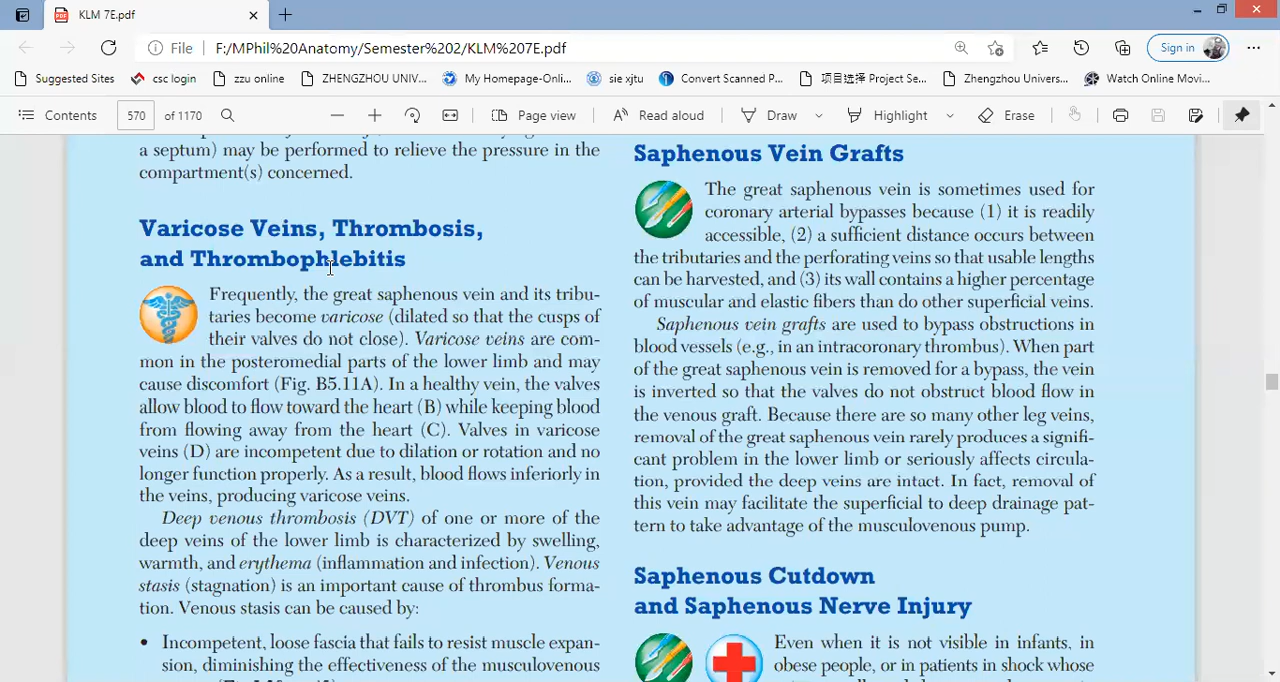 KLM 7E.pdf
File
F:/MPhil%20Anatomy/Semester%202/KLM%207E.pdf
Sign in
Suggested Sites
csc login
zzu online
ZHENGZHOU UNIV...
My Homepage-Onli...
sie xjtu
Convert Scanned P...
项目选择 Project Se...
Zhengzhou Univers...
Watch Online Movi...
Contents
570
of 1170
Page view
Read aloud
Draw
Highlight
Erase
a septum) may be performed to relieve the pressure in the
compartment(s) concerned.
Varicose Veins, Thrombosis,
and Thrombophlebitis
Frequently, the great saphenous vein and its tribu-
taries become varicose (dilated so that the cusps of
their valves do not close). Varicose veins are com-
mon in the posteromedial parts of the lower limb and may
cause discomfort (Fig. B5.11A). In a healthy vein, the valves
allow blood to flow toward the heart (B) while keeping blood
from flowing away from the heart (C). Valves in varicose
veins (D) are incompetent due to dilation or rotation and no
longer function properly. As a result, blood flows inferiorly in
the veins, producing varicose veins.
Deep venous thrombosis (DVT) of one or more of the
deep veins of the lower limb is characterized by swelling,
warmth, and erythema (inflammation and infection). Venous
stasis (stagnation) is an important cause of thrombus forma-
tion. Venous stasis can be caused by:
• Incompetent, loose fascia that fails to resist muscle expan-
sion, diminishing the effectiveness of the musculovenous
Saphenous Vein Grafts
The great saphenous vein is sometimes used for
coronary arterial bypasses because (1) it is readily
accessible, (2) a sufficient distance occurs between
the tributaries and the perforating veins so that usable lengths
can be harvested, and (3) its wall contains a higher percentage
of muscular and elastic fibers than do other superficial veins.
Saphenous vein grafts are used to bypass obstructions in
blood vessels (e.g., in an intracoronary thrombus). When part
of the great saphenous vein is removed for a bypass, the vein
is inverted so that the valves do not obstruct blood flow in
the venous graft. Because there are so many other leg veins,
removal of the great saphenous vein rarely produces a signifi-
cant problem in the lower limb or seriously affects circula-
tion, provided the deep veins are intact. In fact, removal of
this vein may facilitate the superficial to deep drainage pat-
tern to take advantage of the musculovenous pump.
Saphenous Cutdown
and Saphenous Nerve Injury
Even when it is not visible in infants, in
obese people, or in patients in shock whose